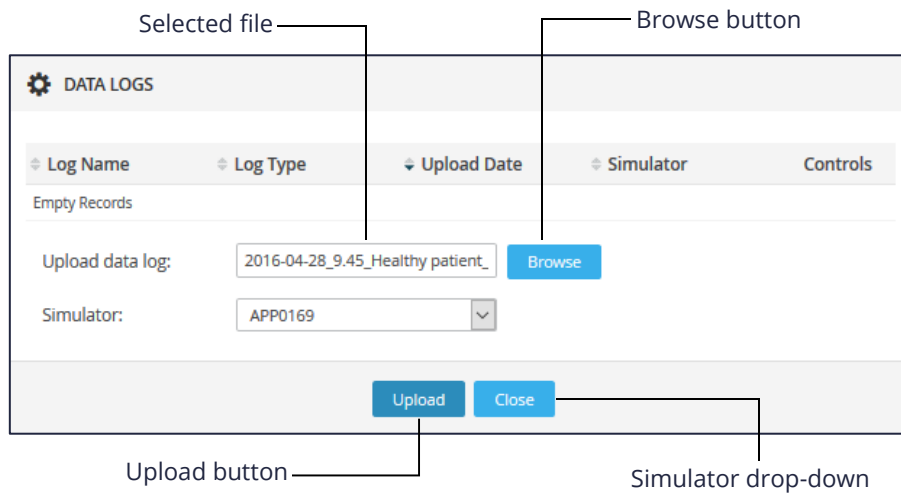 Selected file
Browse button
DATA LOGS
Log Name Log Type Upload Date Simulator Controls
Empty Records
Upload data log: 2016-04-28_9.45_Healthy patient_ Browse
Simulator: APP0169
Upload Close
Upload button
Simulator drop-down